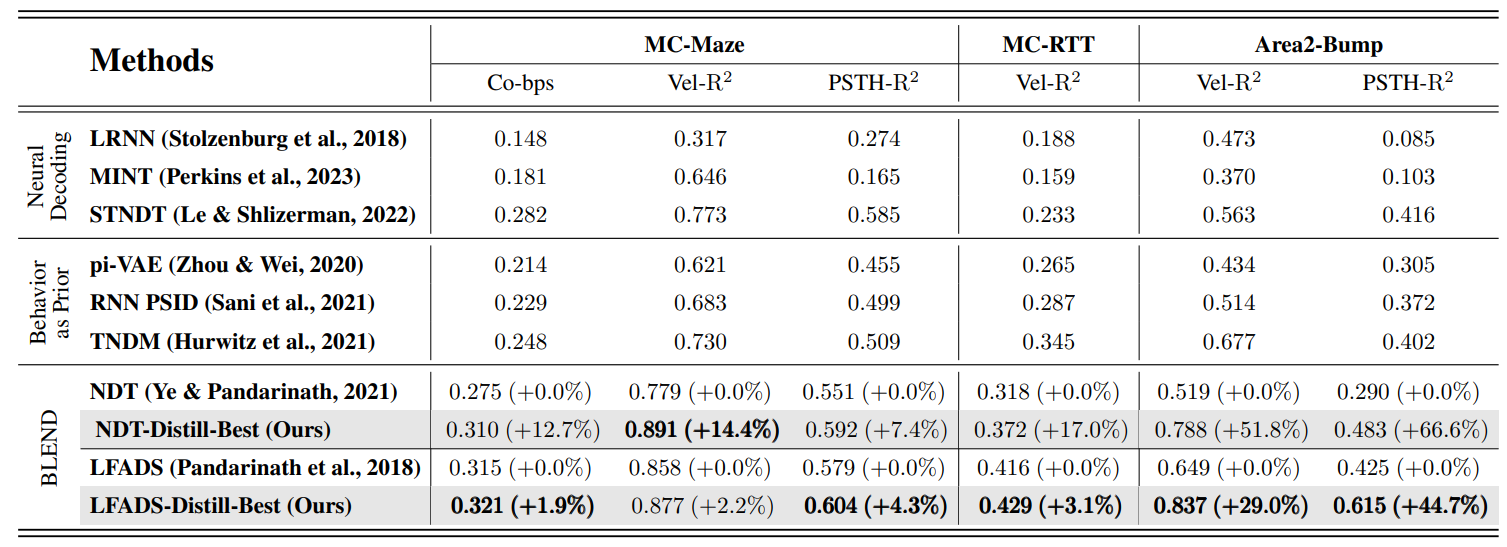 Methods MC-Maze MC-RTT Area2-Bump
Co-bps Vel-R² PSTH-R² Vel-R² Vel-R² PSTH-R²
Neural Decoding
LRNN (Stolzenburg et al., 2018) 0.148 0.317 0.274 0.188 0.473 0.085
MINT (Perkins et al., 2023) 0.181 0.646 0.165 0.159 0.370 0.103
STNDT (Le & Shlizerman, 2022) 0.282 0.773 0.585 0.233 0.563 0.416
Behavior as Prior
pi-VAE (Zhou & Wei, 2020) 0.214 0.621 0.455 0.265 0.434 0.305
RNN PSID (Sani et al., 2021) 0.229 0.683 0.499 0.287 0.514 0.372
TNDM (Hurwitz et al., 2021) 0.248 0.730 0.509 0.345 0.677 0.402
BLEND
NDT (Ye & Pandarinath, 2021) 0.275 (+0.0%) 0.779 (+0.0%) 0.551 (+0.0%) 0.318 (+0.0%) 0.519 (+0.0%) 0.290 (+0.0%)
NDT-Distill-Best (Ours) 0.310 (+12.7%) 0.891 (+14.4%) 0.592 (+7.4%) 0.372 (+17.0%) 0.788 (+51.8%) 0.483 (+66.6%)
LFADS (Pandarinath et al., 2018) 0.315 (+0.0%) 0.858 (+0.0%) 0.579 (+0.0%) 0.416 (+0.0%) 0.649 (+0.0%) 0.425 (+0.0%)
LFADS-Distill-Best (Ours) 0.321 (+1.9%) 0.877 (+2.2%) 0.604 (+4.3%) 0.429 (+3.1%) 0.837 (+29.0%) 0.615 (+44.7%)